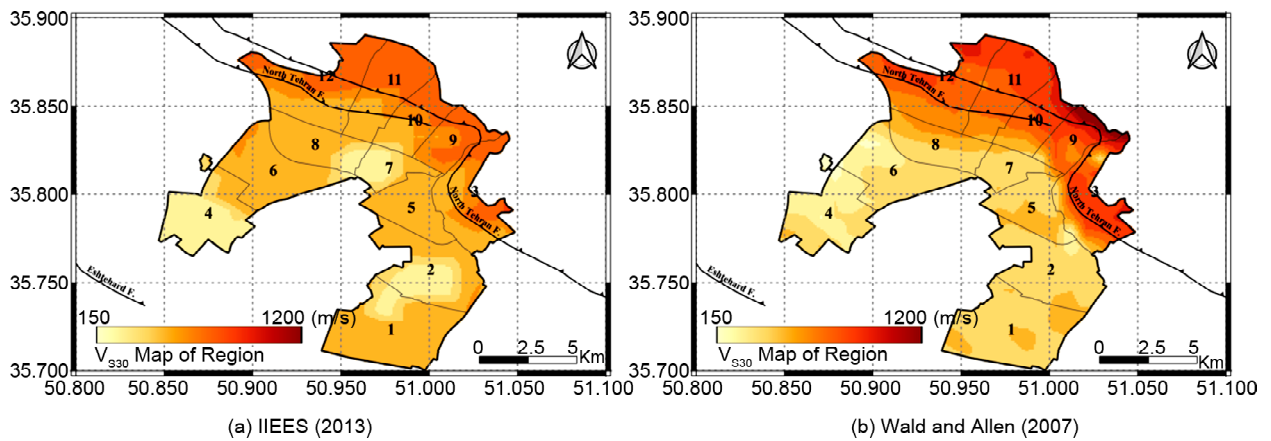 35.900
35.850
35.800
35.750
35.700
50.800 50.850 50.900 50.950 51.000 51.050 51.100
12
11
10
9
8
7
6
5
4
3
2
1
North Tehran F.
North Tehran F.
Eshtehard F.
150 1200 (m/s)
VS30 Map of Region
0 2.5 5
Km
(a) IIEES (2013)
35.900
35.850
35.800
35.750
35.700
50.800 50.850 50.900 50.950 51.000 51.050 51.100
12
11
10
9
8
7
6
5
4
3
2
1
North Tehran F.
North Tehran F.
Eshtehard F.
150 1200 (m/s)
VS30 Map of Region
0 2.5 5
Km
(b) Wald and Allen (2007)